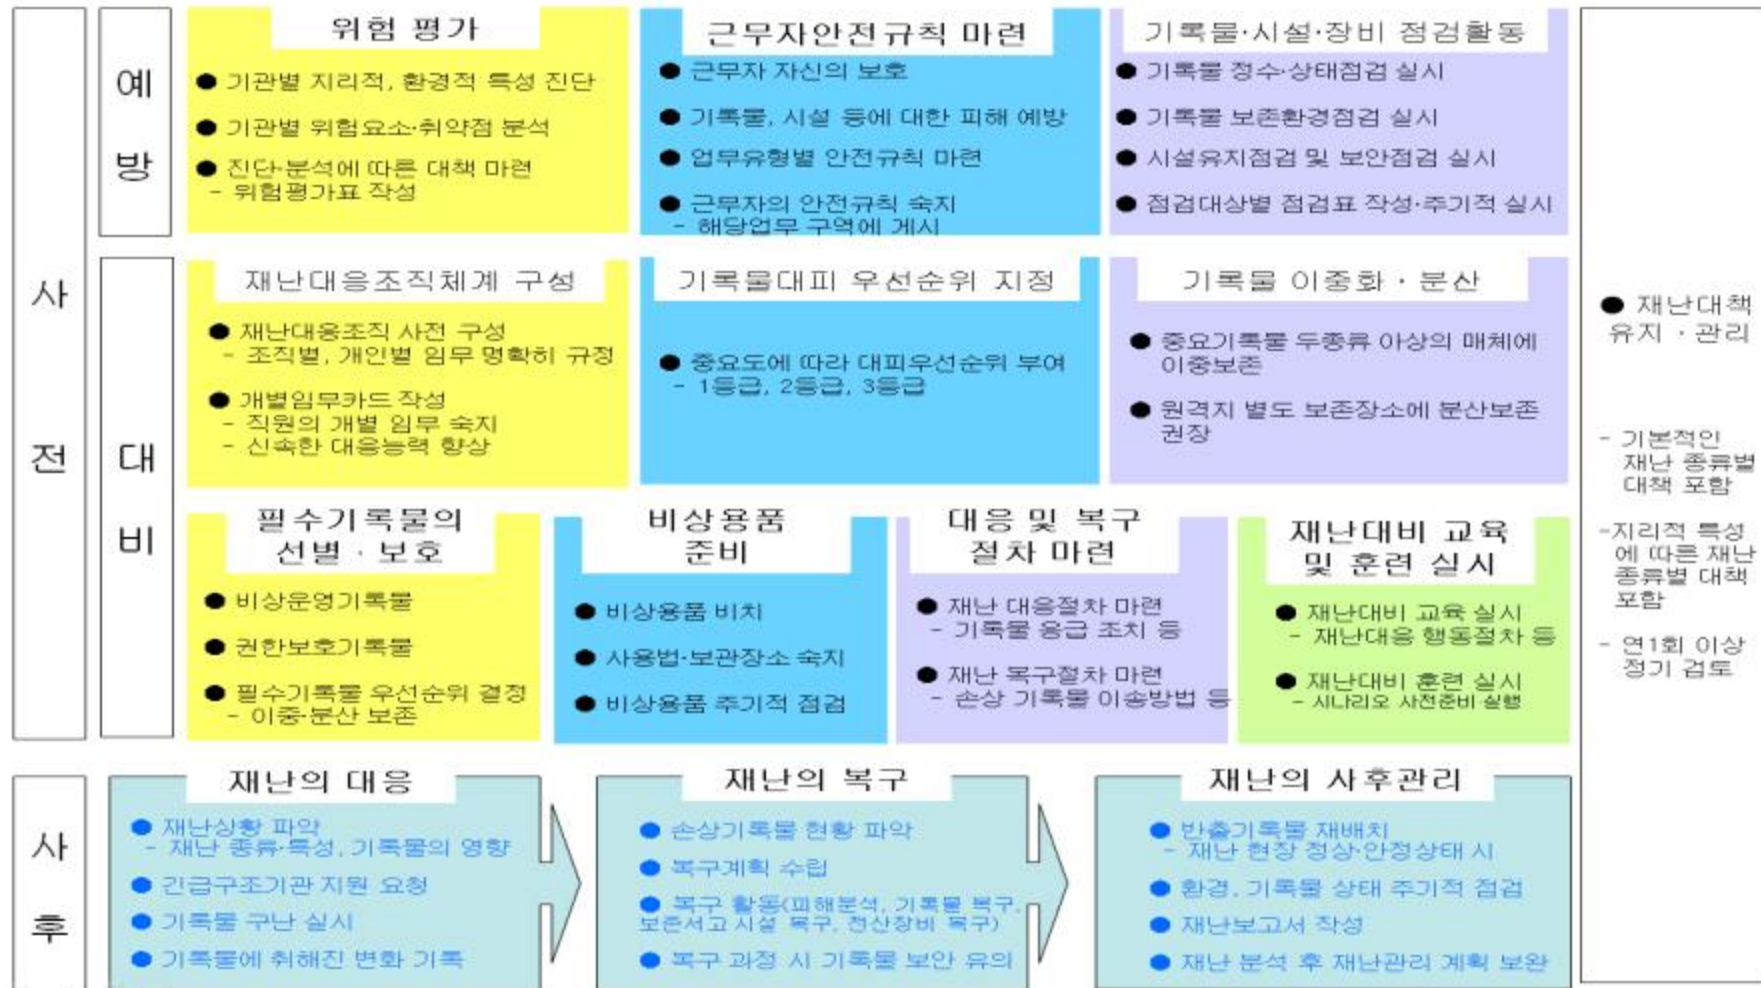 사
전
예
방
위험 평가
● 기관별 지리적, 환경적 특성 진단
● 기관별 위험요소·취약점 분석
● 진단·분석에 따른 대책 마련
- 위험평가표 작성
근무자안전규칙 마련
● 근무자 자신의 보호
● 기록물, 시설 등에 대한 피해 예방
● 업무유형별 안전규칙 마련
● 근무자의 안전규칙 숙지
- 해당업무 구역에 게시
기록물·시설·장비 점검활동
● 기록물 정수·상태점검 실시
● 기록물 보존환경점검 실시
● 시설유지점검 및 보안점검 실시
● 점검대상별 점검표 작성·주기적 실시
대
비
재난대응조직체계 구성
● 재난대응조직 사전 구성
- 조직별, 개인별 임무 명확히 규정
● 개별임무카드 작성
- 직원의 개별 임무 숙지
- 신속한 대응능력 향상
기록물대피 우선순위 지정
● 중요도에 따라 대피우선순위 부여
- 1등급, 2등급, 3등급
기록물 이중화 · 분산
● 중요기록물 두종류 이상의 매체에
이중보존
● 원격지 별도 보존장소에 분산보존
권장
필수기록물의
선별 · 보호
● 비상운영기록물
● 권한보호기록물
● 필수기록물 우선순위 결정
- 이중·분산 보존
비상용품
준비
● 비상용품 비치
● 사용법·보관장소 숙지
● 비상용품 주기적 점검
대응 및 복구
절차 마련
● 재난 대응절차 마련
- 기록물 응급 조치 등
● 재난 복구절차 마련
- 손상 기록물 이송방법 등
재난대비 교육
및 훈련 실시
● 재난대비 교육 실시
- 재난대응 행동절차 등
● 재난대비 훈련 실시
- 시나리오 사전준비·실행
사
후
재난의 대응
● 재난상황 파악
- 재난 종류·특성, 기록물의 영향
● 긴급구조기관 지원 요청
● 기록물 구난 실시
● 기록물에 취해진 변화 기록
재난의 복구
● 손상기록물 현황 파악
● 복구계획 수립
● 복구 활동(피해분석, 기록물 복구,
보존서고 시설 복구, 전산장비 복구)
● 복구 과정 시 기록물 보안 유의
재난의 사후관리
● 반출기록물 재배치
- 재난 현장 정상·안정상태 시
● 환경, 기록물 상태 주기적 점검
● 재난보고서 작성
● 재난 분석 후 재난관리 계획 보완
● 재난대책
유지 · 관리
- 기본적인
재난 종류별
대책 포함
-지리적 특성
에 따른 재난
종류별 대책
포함
- 연1회 이상
정기 검토